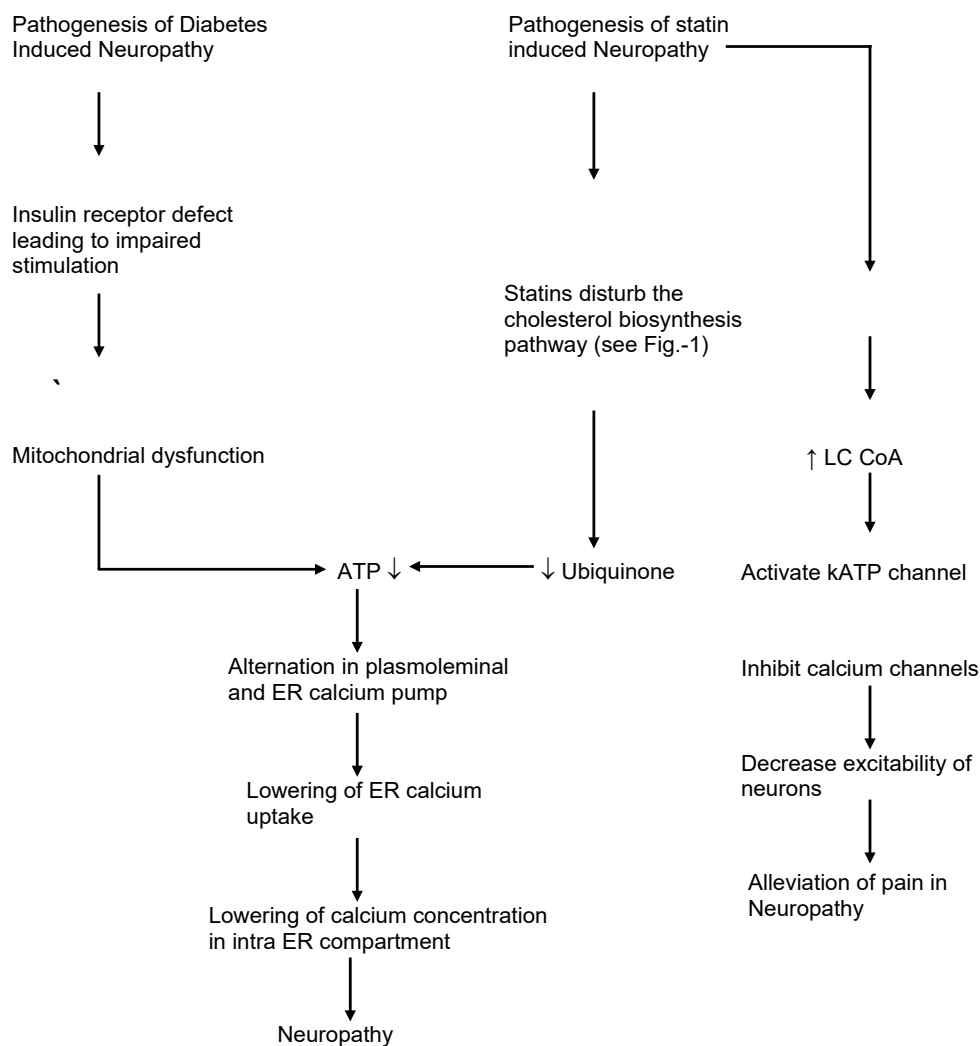 Pathogenesis of Diabetes
Induced Neuropathy
Pathogenesis of statin
induced Neuropathy
Insulin receptor defect
leading to impaired
stimulation
Statins disturb the
cholesterol biosynthesis
pathway (see Fig.-1)
`
Mitochondrial dysfunction
↑ LC CoA
ATP ↓
↓ Ubiquinone
Activate kATP channel
Alternation in plasmoleminal
and ER calcium pump
Inhibit calcium channels
Lowering of ER calcium
uptake
Decrease excitability of
neurons
Alleviation of pain in
Neuropathy
Lowering of calcium concentration
in intra ER compartment
Neuropathy